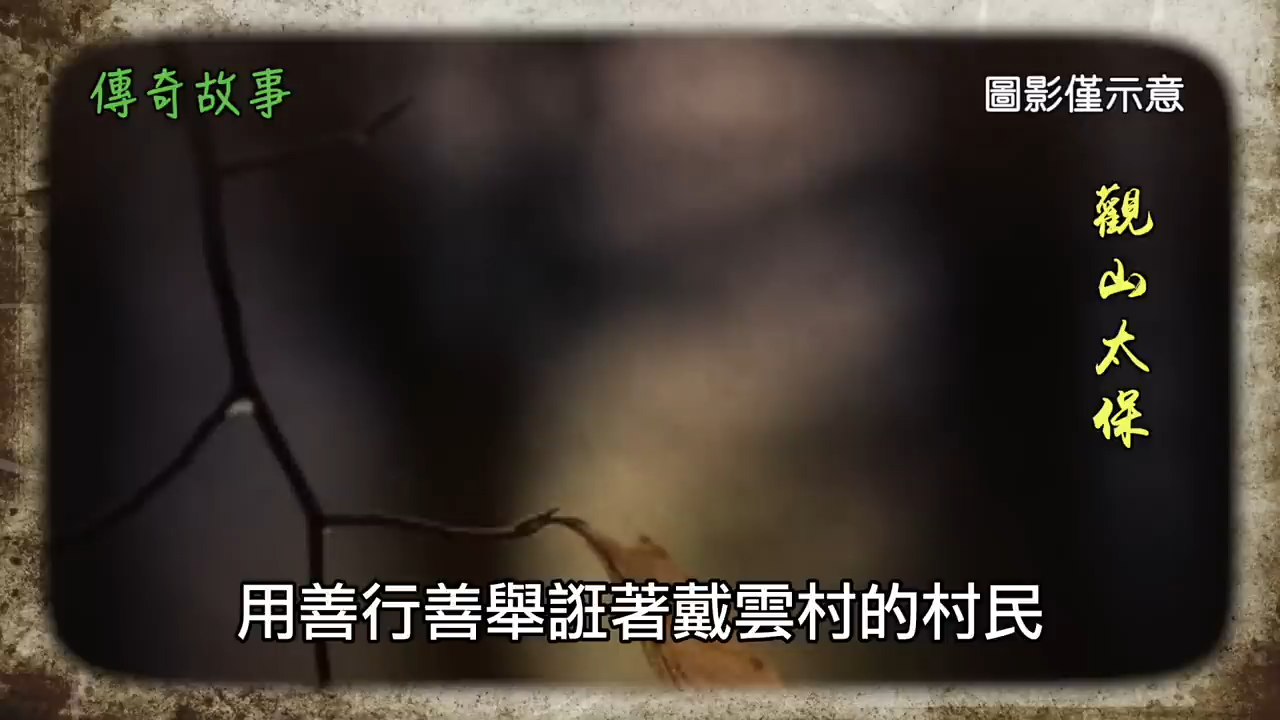 傳奇故事
圖影僅示意
觀山太保
用善行善舉誑著戴雲村的村民